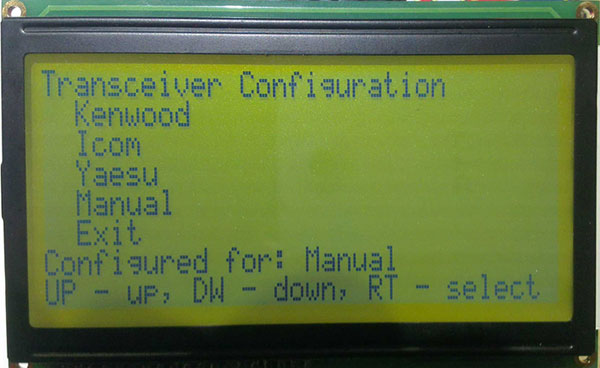 Transceiver Configuration
Kenwood
Icom
Yaesu
Manual
Exit
Configured for: Manual
UP - up, DW - down, RT - select